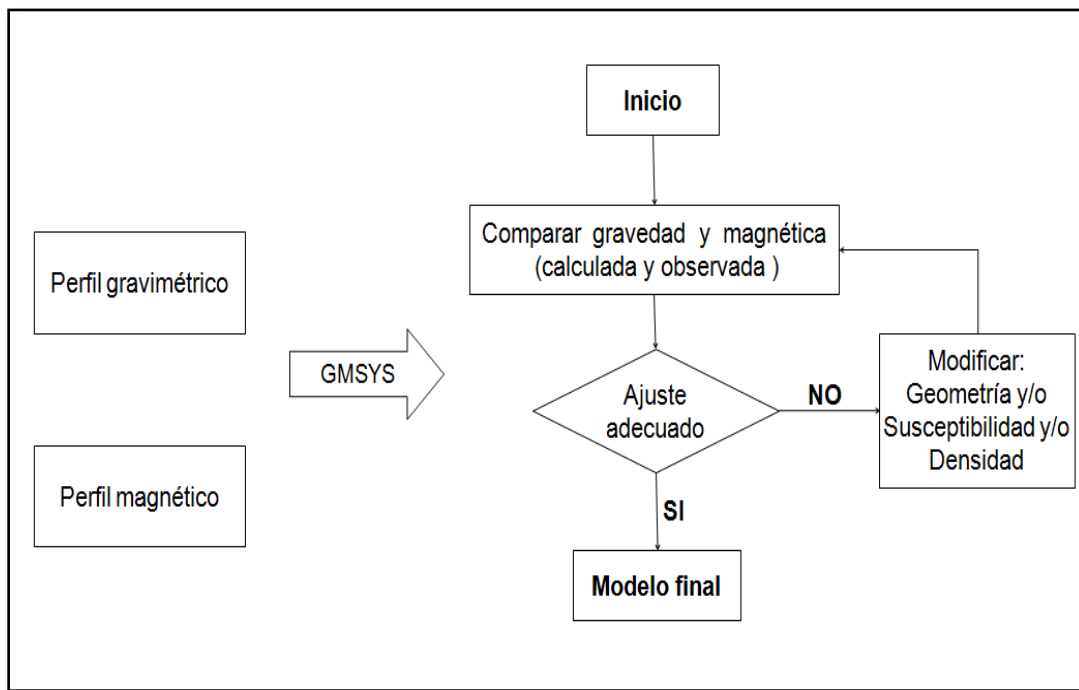 Inicio
Comparar gravedad y magnética
(calculada y observada )
Perfil gravimétrico
GMSYS
Ajuste
adecuado
NO
Modificar:
Geometría y/o
Susceptibilidad y/o
Densidad
Perfil magnético
SI
Modelo final